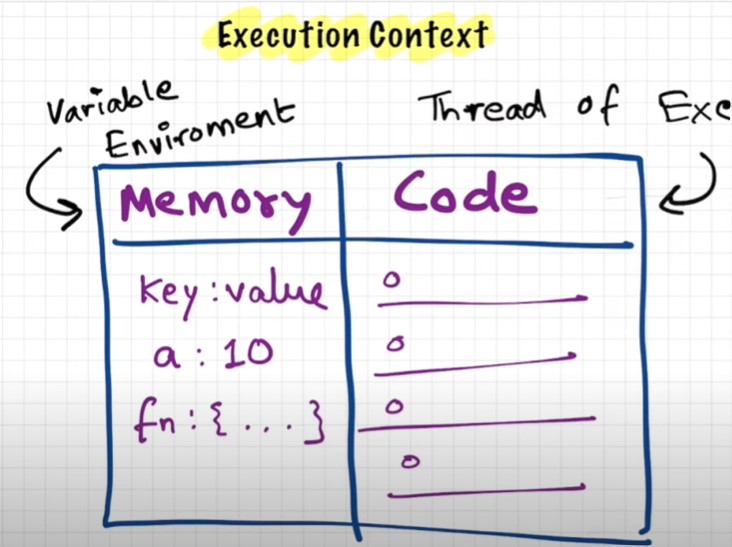 Execution Context
Variable
Enviroment
Thread of Exe
Memory
Code
Key : value
a : 10
fn : { ... }